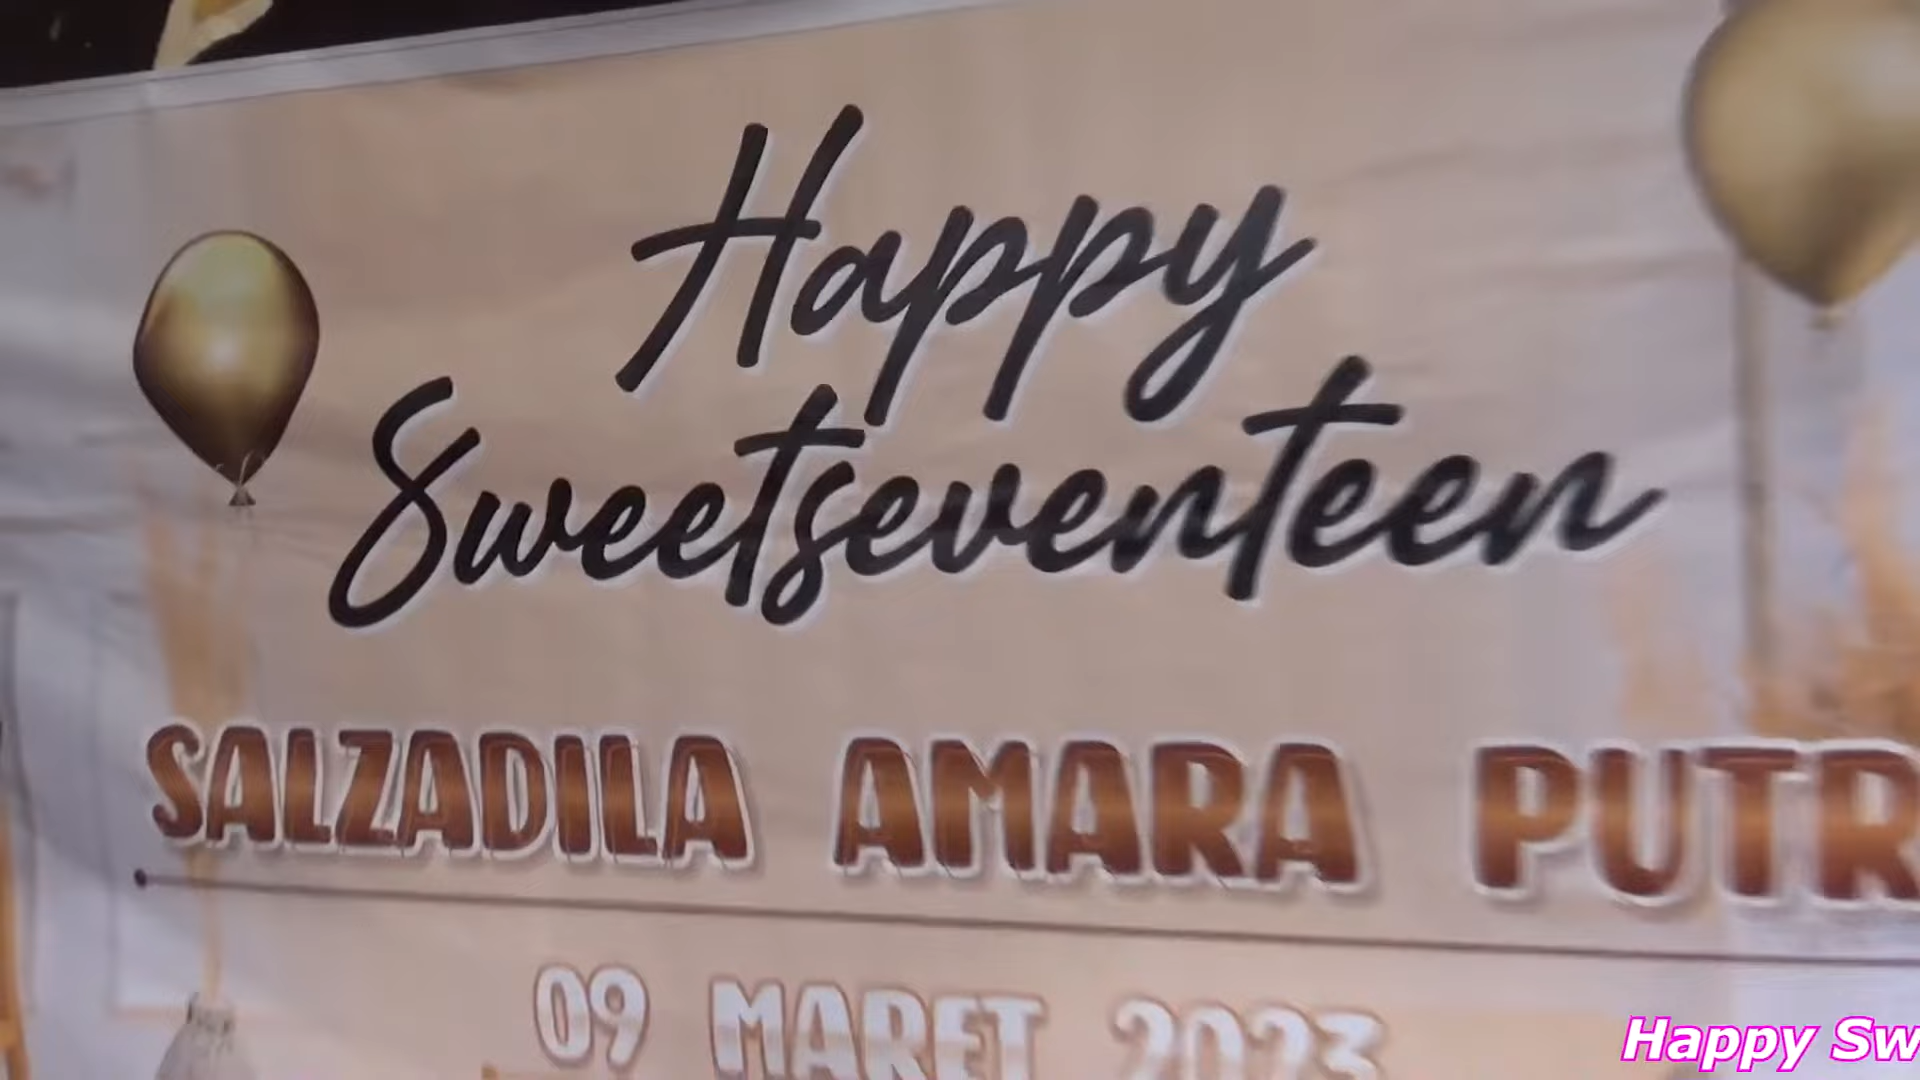 Happy
Sweetseventeen
SALZADILA AMARA PUTR
09 MARET 2023
Happy Sw